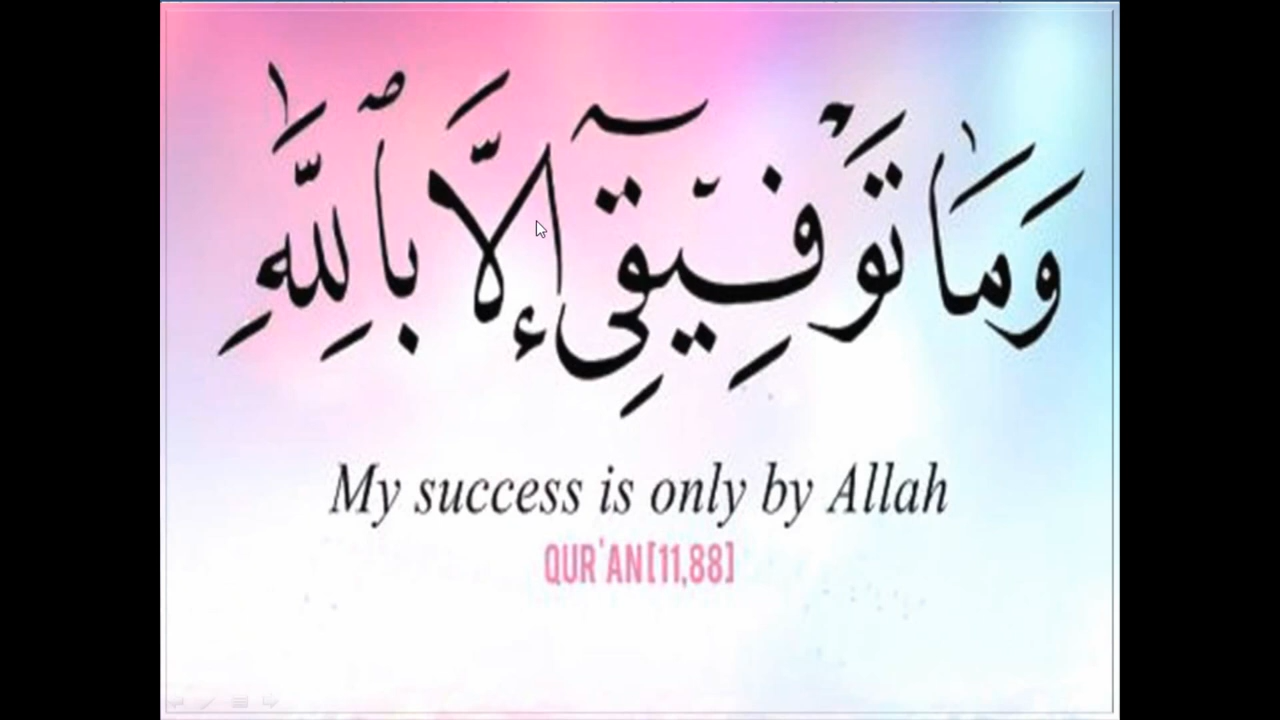 وَمَا تَوْفِيقِىٓ إِلَّا بِٱللَّهِ
My success is only by Allah
QUR'AN[11,88]